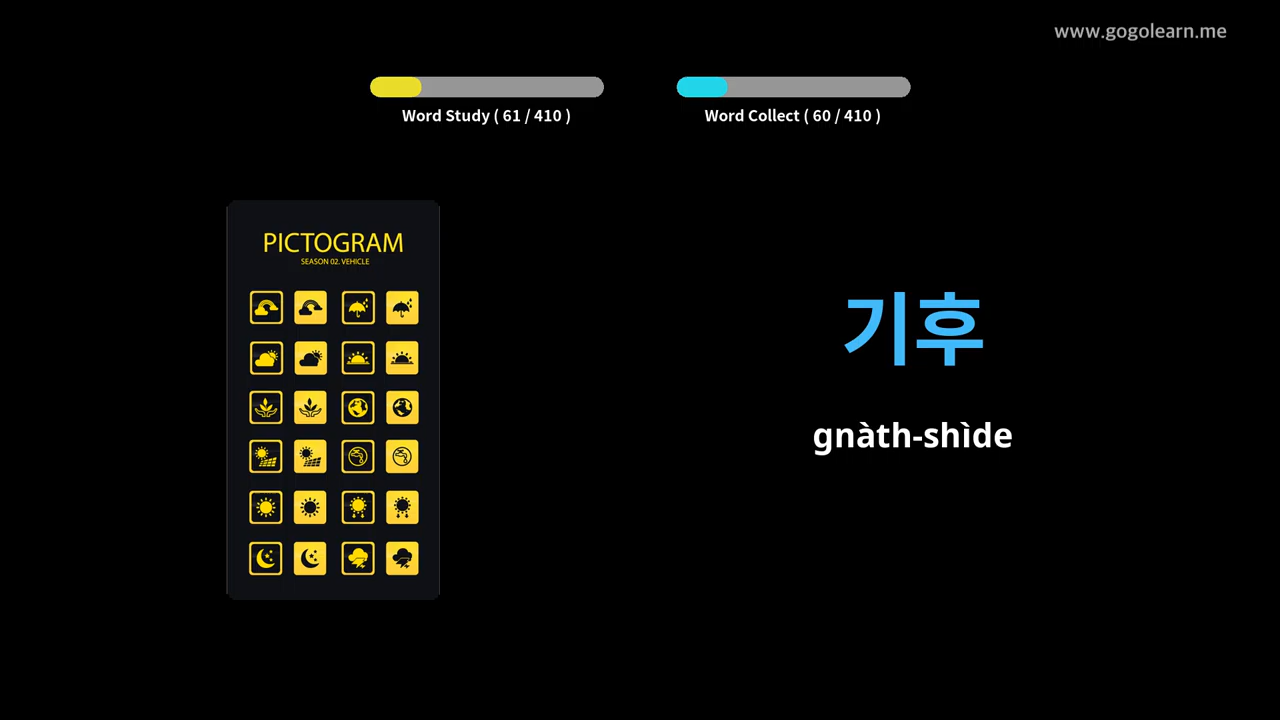 www.gogolearn.me
Word Study ( 61 / 410 )
Word Collect ( 60 / 410 )
PICTOGRAM
SEASON 02. VEHICLE
기후
gnàth-shìde